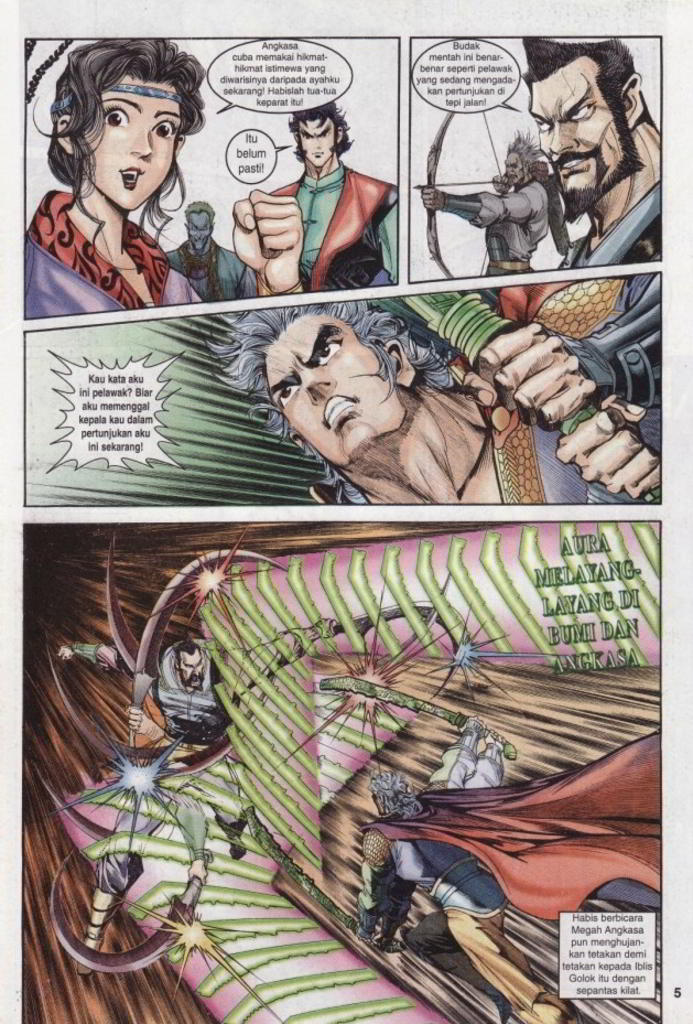 Angkasa
cuba memakai hikmat-
hikmat istimewa yang
diwarisinya daripada ayahku
sekarang! Habislah tua-tua
keparat itu!
Itu
belum
pasti!
Budak
mentah ini benar-
benar seperti pelawak
yang sedang mengada-
kan pertunjukan di
tepi jalan!
Kau kata aku
ini pelawak? Biar
aku memenggal
kepala kau dalam
pertunjukan aku
ini sekarang!
AURA
MELAYANG-
LAYANG DI
BUMI DAN
ANGKASA
Habis berbicara
Megah Angkasa
pun menghujan-
kan tetakan demi
tetakan kepada Iblis
Golok itu dengan
sepantas kilat.
5